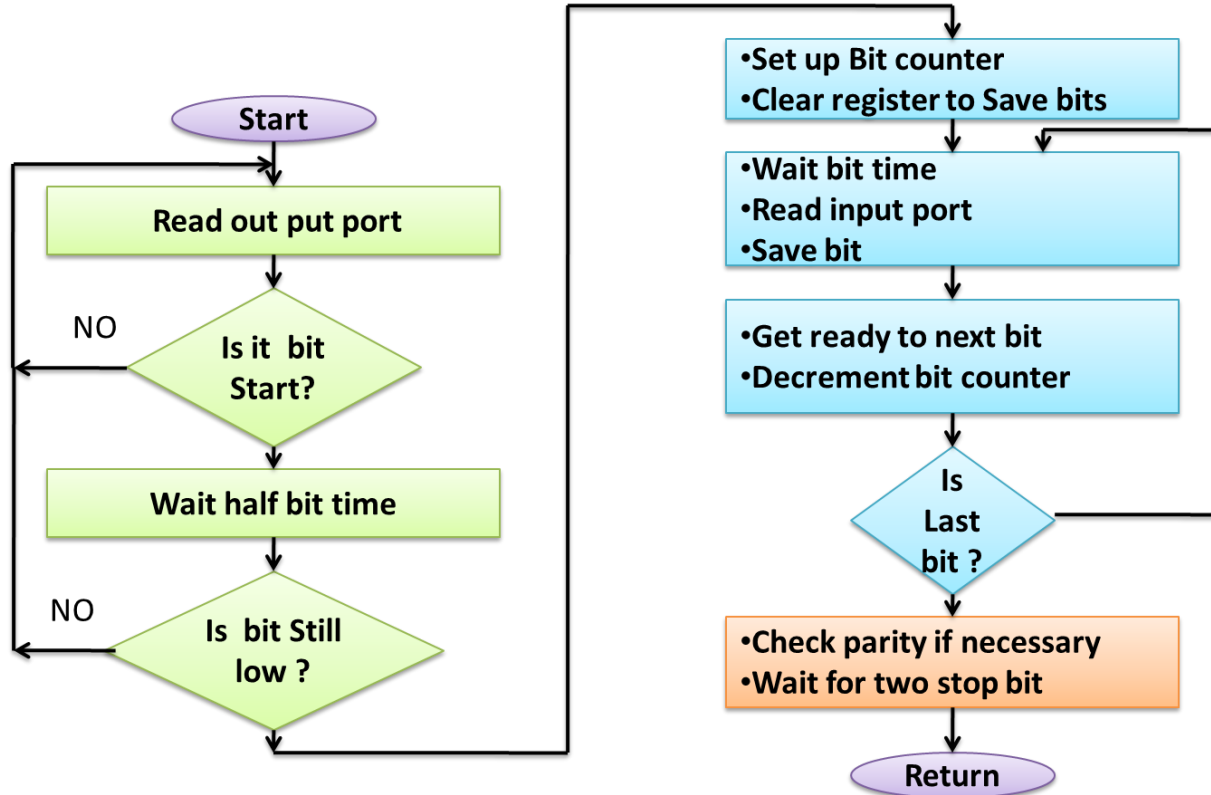 Start
Read out put port
NO
Is it bit
Start?
Wait half bit time
NO
Is bit Still
low ?
•Set up Bit counter
•Clear register to Save bits
•Wait bit time
•Read input port
•Save bit
•Get ready to next bit
•Decrement bit counter
Is
Last
bit ?
•Check parity if necessary
•Wait for two stop bit
Return